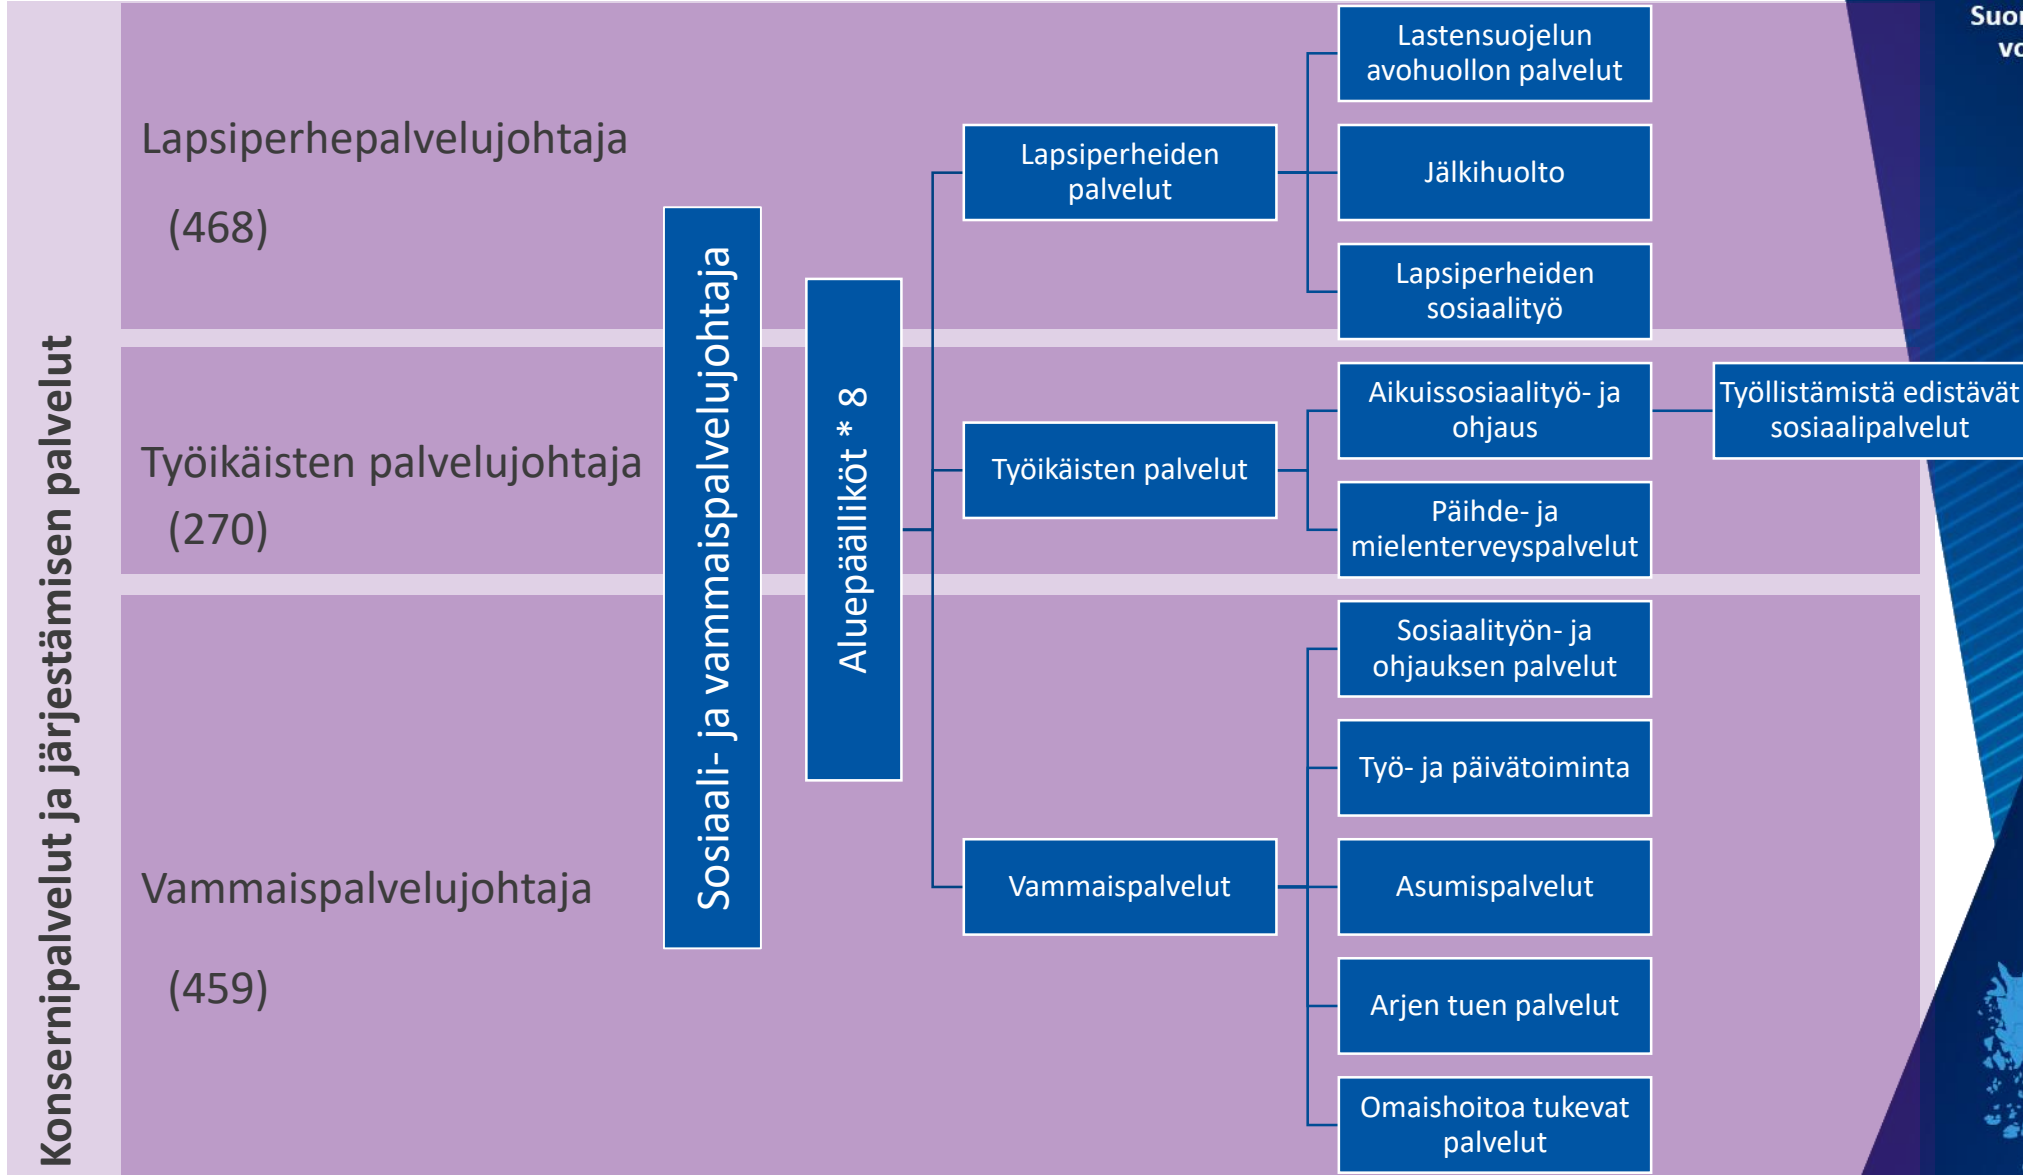 Konsernipalvelut ja järjestämisen palvelut
Lapsiperhepalvelujohtaja
(468)
Työikäisten palvelujohtaja
(270)
Vammaispalvelujohtaja
(459)
Sosiaali- ja vammaispalvelujohtaja
Aluepäälliköt * 8
Lapsiperheiden
palvelut
Lastensuojelun
avohuollon palvelut
Jälkihuolto
Lapsiperheiden
sosiaalityö
Työikäisten palvelut
Aikuissosiaalityö- ja
ohjaus
Työllistämistä edistävät
sosiaalipalvelut
Päihde- ja
mielenterveyspalvelut
Vammaispalvelut
Sosiaalityön- ja
ohjauksen palvelut
Työ- ja päivätoiminta
Asumispalvelut
Arjen tuen palvelut
Omaishoitoa tukevat
palvelut